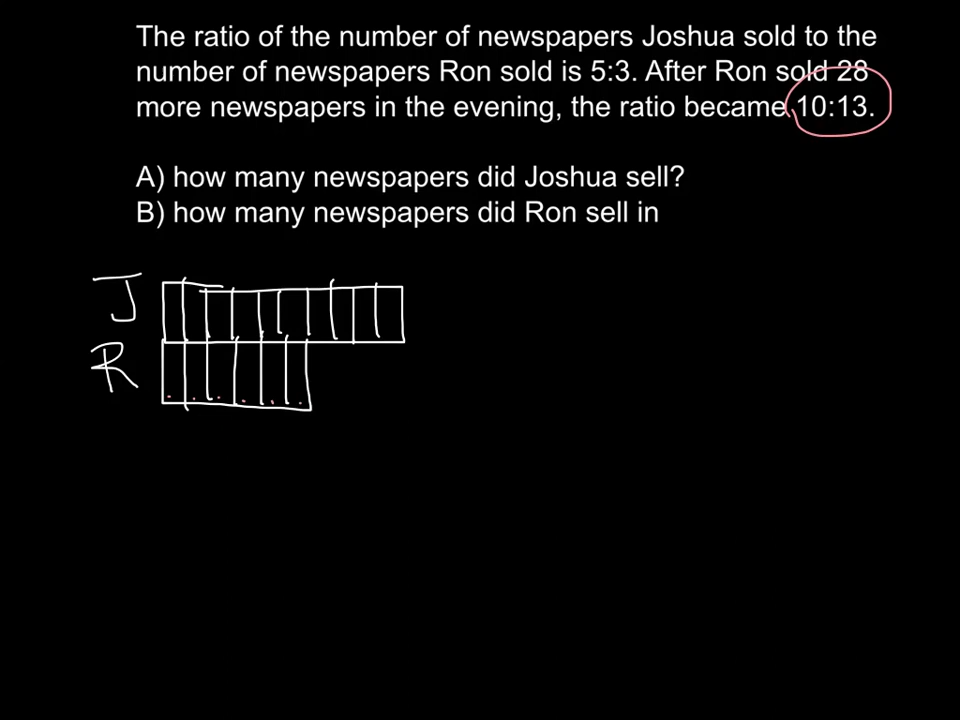 The ratio of the number of newspapers Joshua sold to the
number of newspapers Ron sold is 5:3. After Ron sold 28
more newspapers in the evening, the ratio became 10:13.
A) how many newspapers did Joshua sell?
B) how many newspapers did Ron sell in
J
R